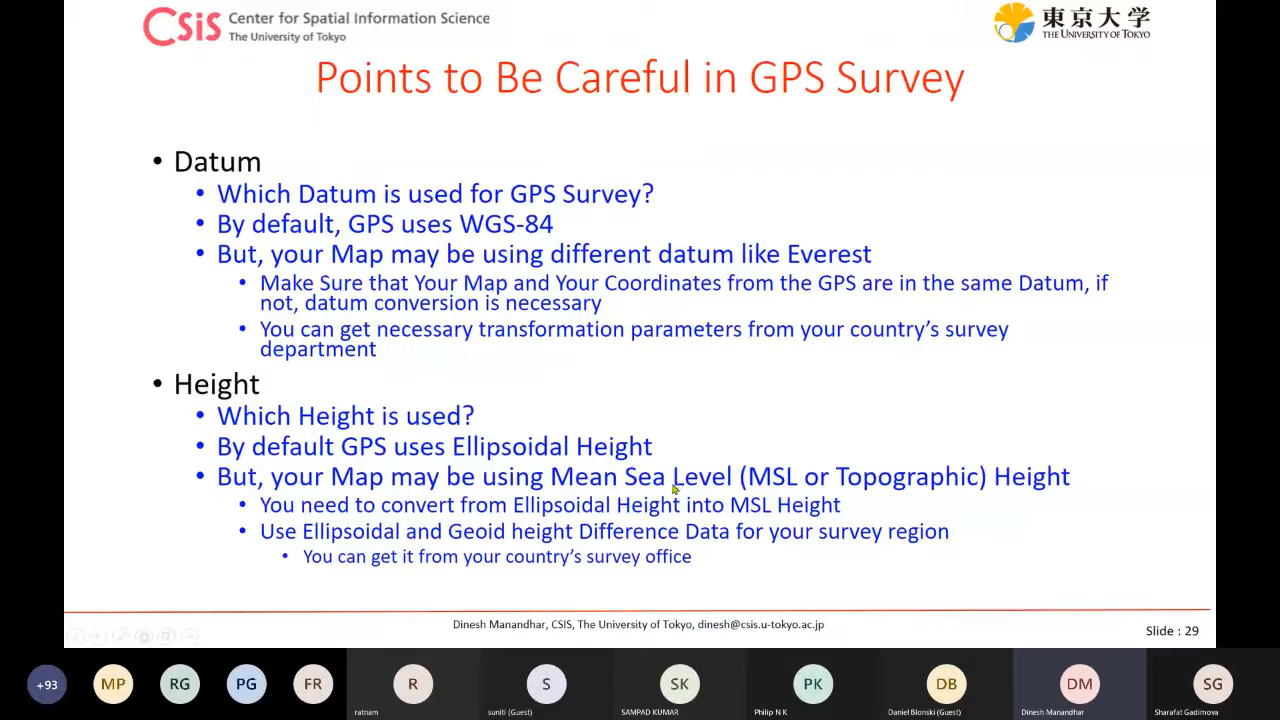 CSiS Center for Spatial Information Science
The University of Tokyo
東京大学
THE UNIVERSITY OF TOKYO
Points to Be Careful in GPS Survey
• Datum
• Which Datum is used for GPS Survey?
• By default, GPS uses WGS-84
• But, your Map may be using different datum like Everest
• Make Sure that Your Map and Your Coordinates from the GPS are in the same Datum, if
not, datum conversion is necessary
• You can get necessary transformation parameters from your country's survey
department
• Height
• Which Height is used?
• By default GPS uses Ellipsoidal Height
• But, your Map may be using Mean Sea Level (MSL or Topographic) Height
• You need to convert from Ellipsoidal Height into MSL Height
• Use Ellipsoidal and Geoid height Difference Data for your survey region
• You can get it from your country's survey office
Dinesh Manandhar, CSIS, The University of Tokyo, dinesh@csis.u-tokyo.ac.jp
Slide : 29
+93 MP RG PG FR R S SK PK DB DM SG
ratnam suniti (Guest) SAMPAD KUMAR Philip N K Daniel Blonski (Guest) Dinesh Manandhar Sharafat Gadimova